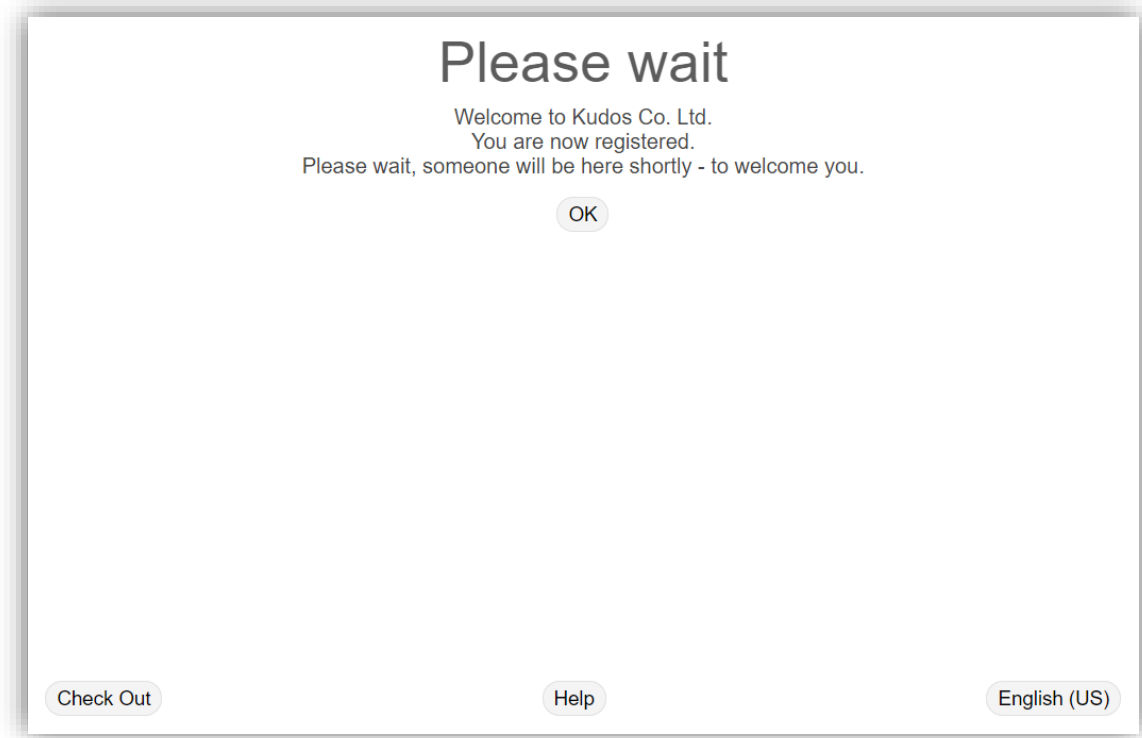 Please wait
Welcome to Kudos Co. Ltd.
You are now registered.
Please wait, someone will be here shortly - to welcome you.
OK
Check Out
Help
English (US)